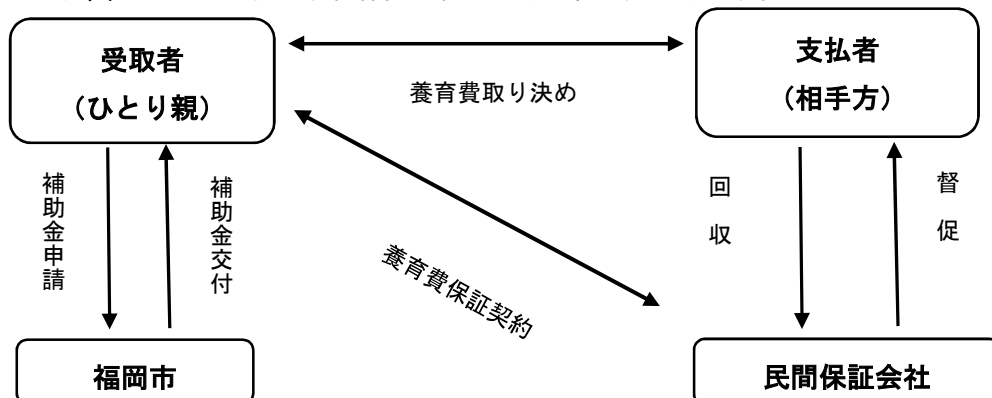 受取者
（ひとり親）
支払者
（相手方）
養育費取り決め
補助金申請
補助金交付
回収
督促
養育費保証契約
福岡市
民間保証会社